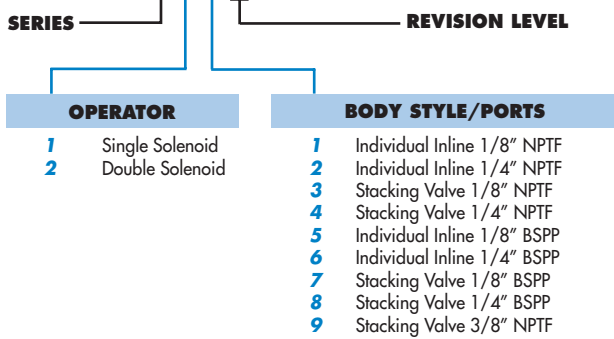 SERIES
REVISION LEVEL
OPERATOR
1 Single Solenoid
2 Double Solenoid
BODY STYLE/PORTS
1 Individual Inline 1/8" NPTF
2 Individual Inline 1/4" NPTF
3 Stacking Valve 1/8" NPTF
4 Stacking Valve 1/4" NPTF
5 Individual Inline 1/8" BSPP
6 Individual Inline 1/4" BSPP
7 Stacking Valve 1/8" BSPP
8 Stacking Valve 1/4" BSPP
9 Stacking Valve 3/8" NPTF